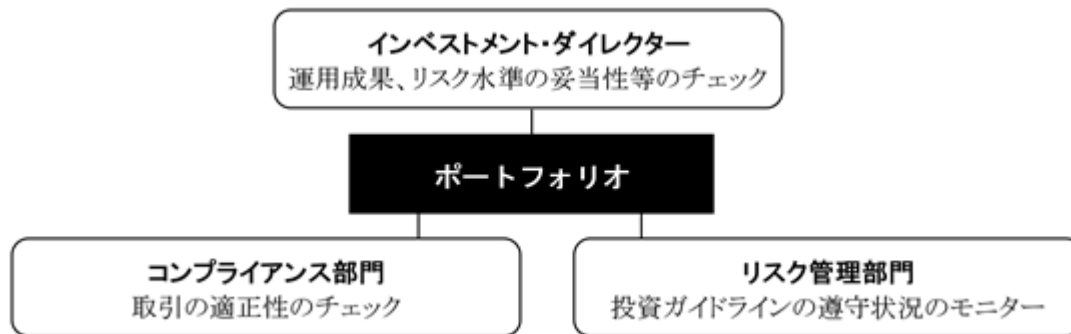 インベストメント・ダイレクター
運用成果、リスク水準の妥当性等のチェック
ポートフォリオ
コンプライアンス部門
取引の適正性のチェック
リスク管理部門
投資ガイドラインの遵守状況のモニター